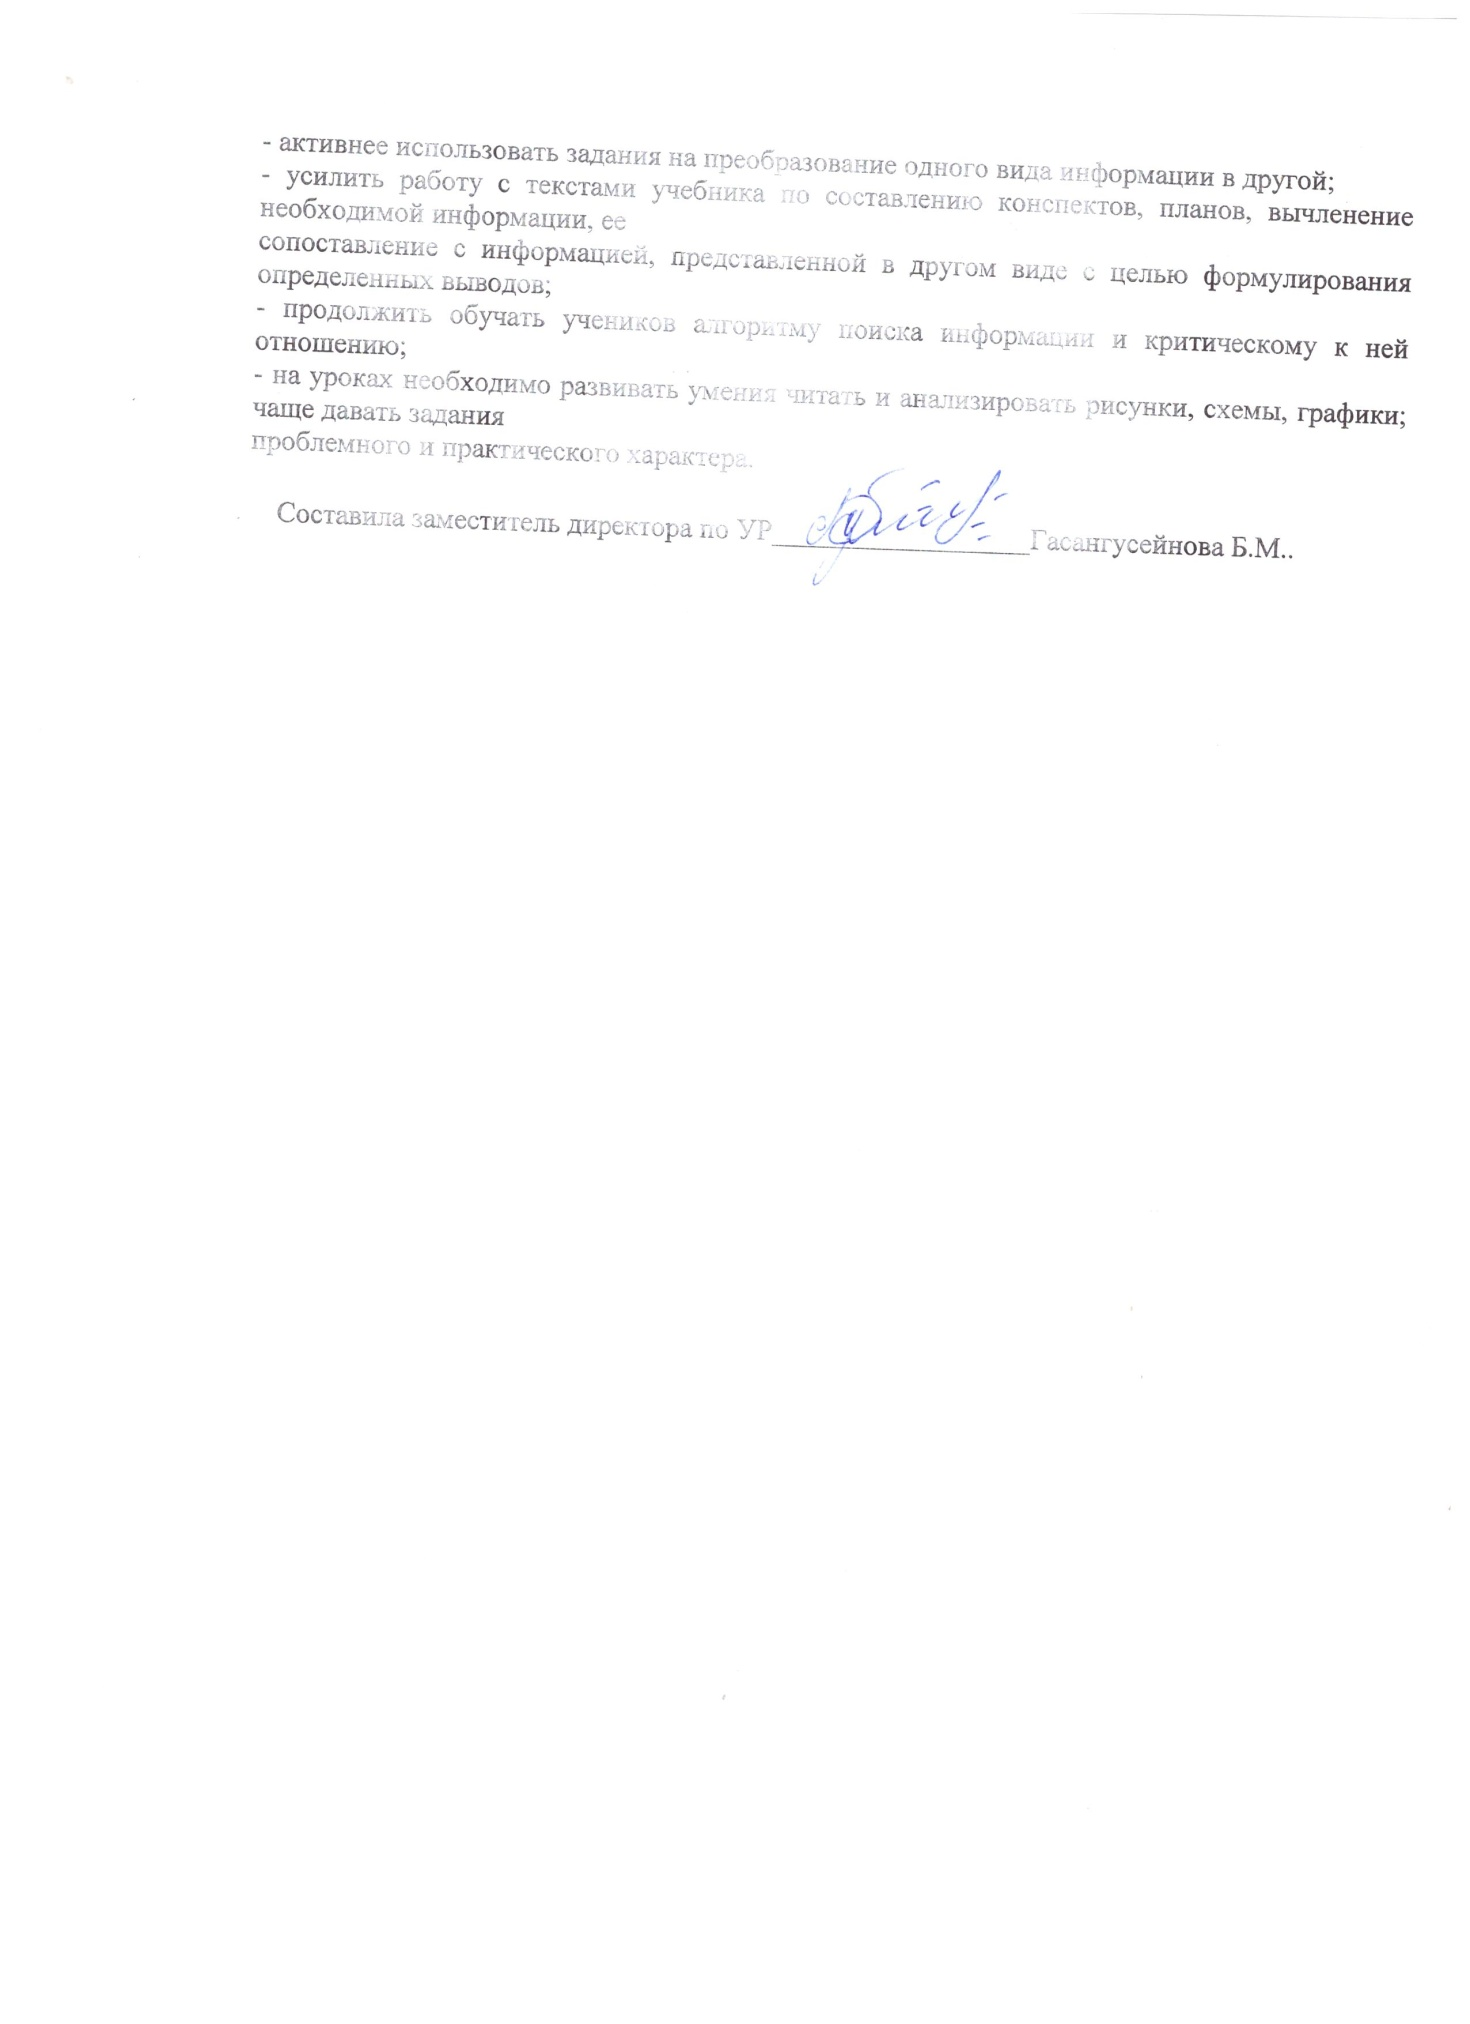 - активнее использовать задания на преобразование одного вида информации в другой;
- усилить работу с текстами учебника по составлению конспектов, планов, вычленение
необходимой информации, ее
сопоставление с информацией, представленной в другом виде с целью формулирования
определенных выводов;
- продолжить обучать учеников алгоритму поиска информации и критическому к ней
отношению;
- на уроках необходимо развивать умения читать и анализировать рисунки, схемы, графики;
чаще давать задания
проблемного и практического характера.
Составила заместитель директора по УР____________________Гасангусейнова Б.М..